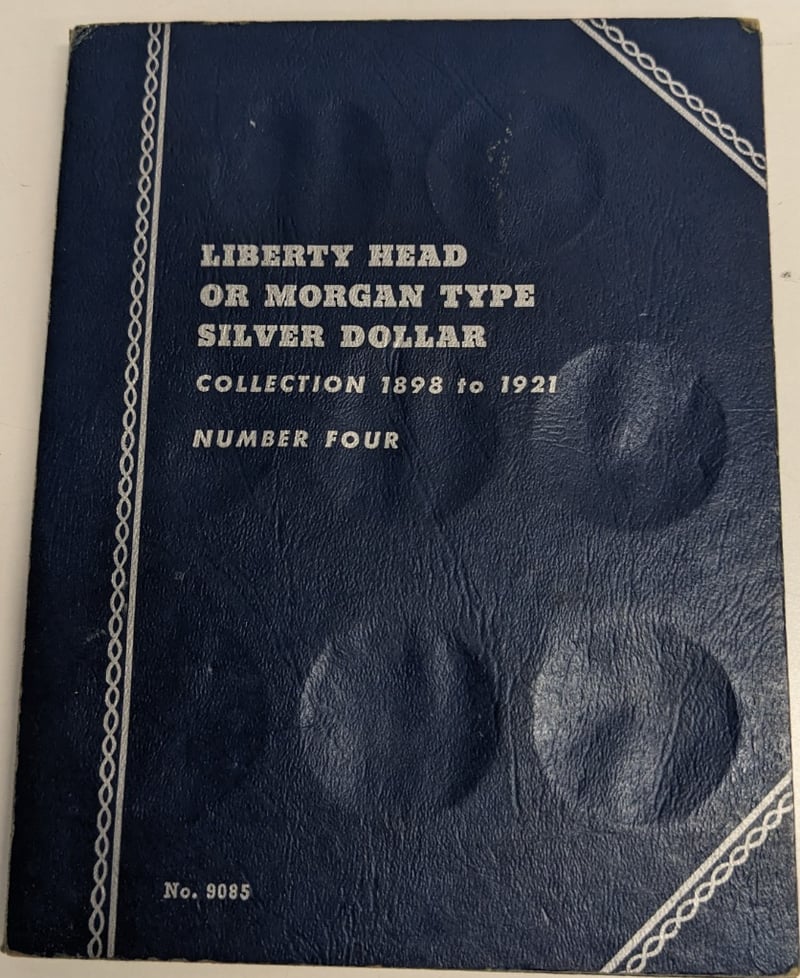 LIBERTY HEAD
OR MORGAN TYPE
SILVER DOLLAR
COLLECTION 1898 to 1921
NUMBER FOUR
No. 9085